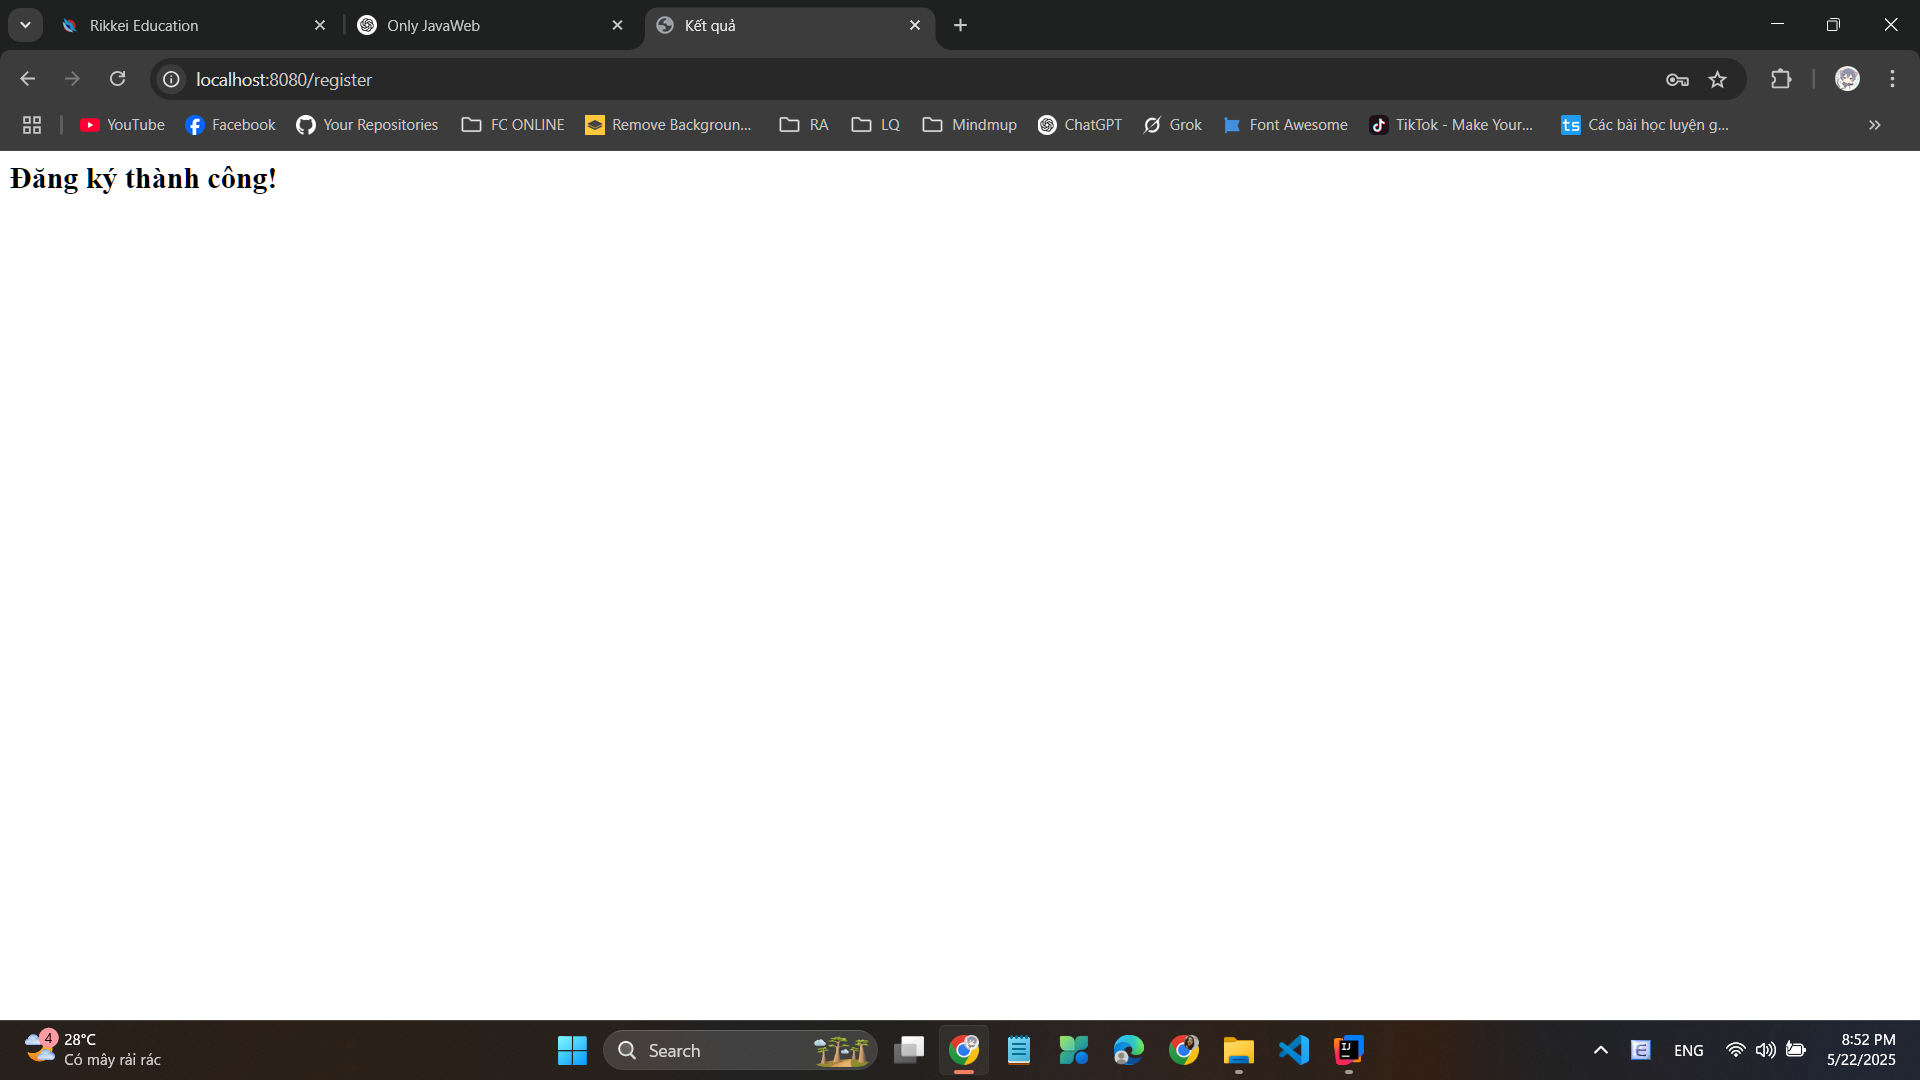 Rikkei Education
Only JavaWeb
Kết quả
localhost:8080/register
YouTube
Facebook
Your Repositories
FC ONLINE
Remove Backgroun...
RA
LQ
Mindmup
ChatGPT
Grok
Font Awesome
TikTok - Make Your...
ts
Các bài học luyện g...
Đăng ký thành công!
4
28°C
Có mây rải rác
Search
IJ
E
ENG
8:52 PM
5/22/2025